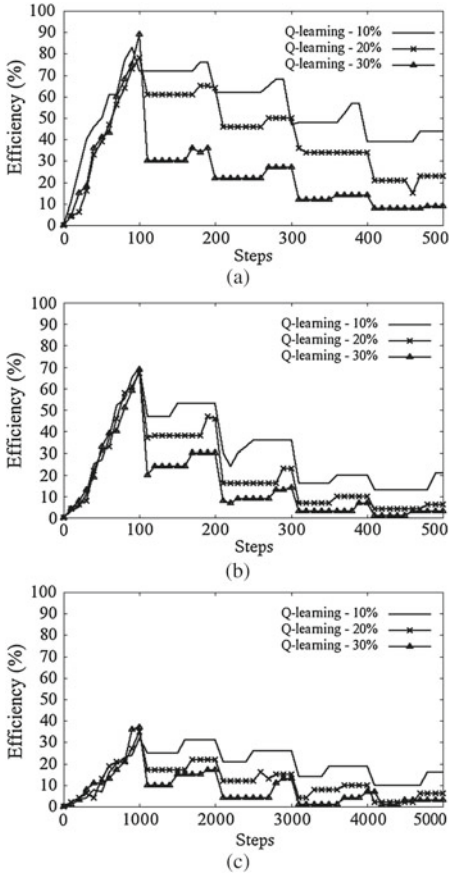 100
90
80
70
60
50
40
30
20
10
0
Efficiency (%)
Q-learning - 10%
Q-learning - 20%
Q-learning - 30%
0 100 200 300 400 500
Steps
(a)
100
90
80
70
60
50
40
30
20
10
0
Efficiency (%)
Q-learning - 10%
Q-learning - 20%
Q-learning - 30%
0 100 200 300 400 500
Steps
(b)
100
90
80
70
60
50
40
30
20
10
0
Efficiency (%)
Q-learning - 10%
Q-learning - 20%
Q-learning - 30%
0 1000 2000 3000 4000 5000
Steps
(c)